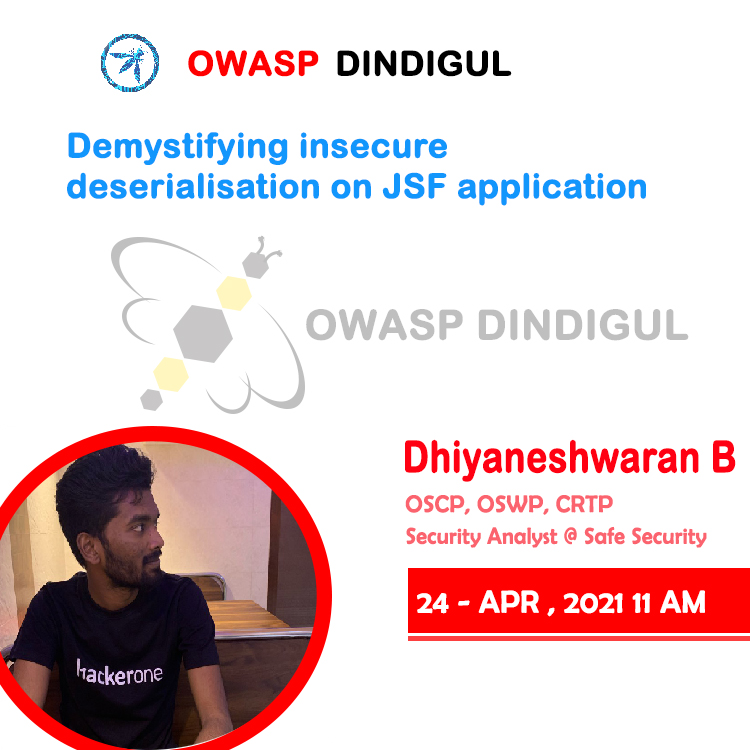 OWASP DINDIGUL
Demystifying insecure
deserialisation on JSF application
OWASP DINDIGUL
Dhiyaneshwaran B
OSCP, OSWP, CRTP
Security Analyst @ Safe Security
24 - APR , 2021 11 AM
hackerone